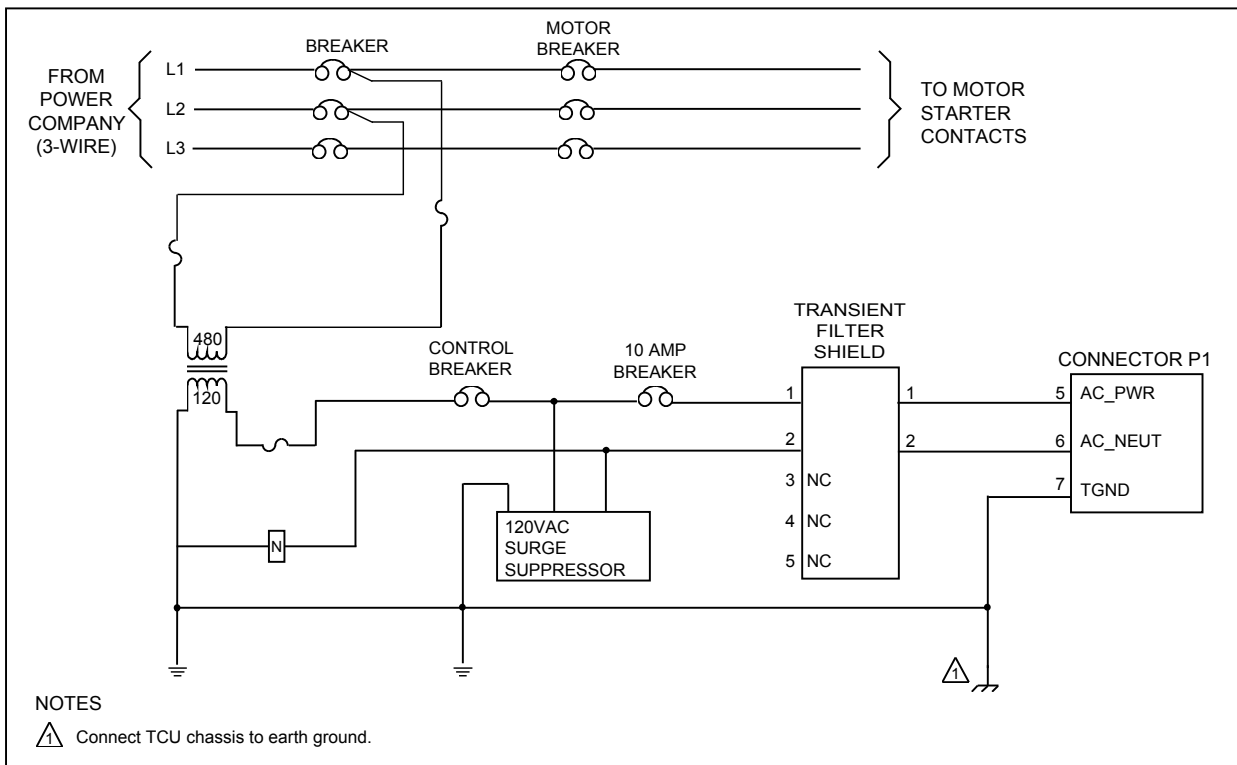 BREAKER
MOTOR
BREAKER
FROM
POWER
COMPANY
(3-WIRE)
L1
L2
L3
TO MOTOR
STARTER
CONTACTS
480
120
CONTROL
BREAKER
10 AMP
BREAKER
TRANSIENT
FILTER
SHIELD
CONNECTOR P1
1
2
3 NC
4 NC
5 NC
1
2
5 AC_PWR
6 AC_NEUT
7 TGND
N
120VAC
SURGE
SUPPRESSOR
1
NOTES
1 Connect TCU chassis to earth ground.